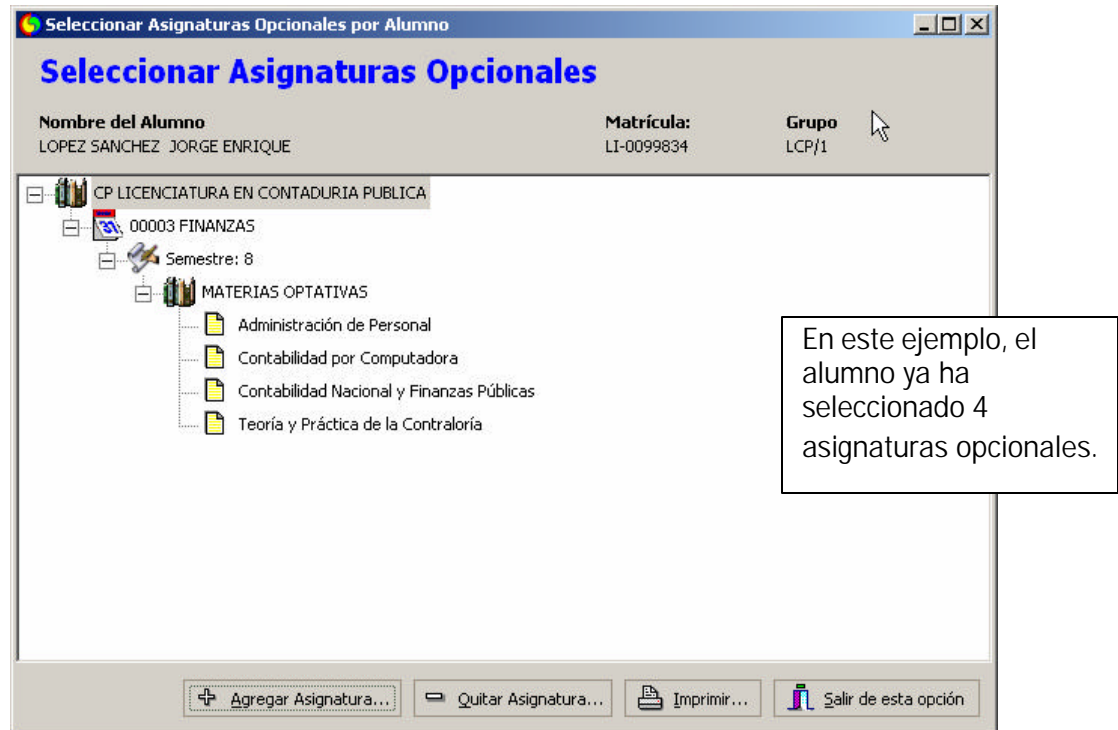 Seleccionar Asignaturas Opcionales por Alumno
Seleccionar Asignaturas Opcionales
Nombre del Alumno Matrícula: Grupo
LOPEZ SANCHEZ JORGE ENRIQUE LI-0099834 LCP/1
CP LICENCIATURA EN CONTADURIA PUBLICA
00003 FINANZAS
Semestre: 8
MATERIAS OPTATIVAS
Administración de Personal
Contabilidad por Computadora
Contabilidad Nacional y Finanzas Públicas
Teoría y Práctica de la Contraloría
En este ejemplo, el
alumno ya ha
seleccionado 4
asignaturas opcionales.
Agregar Asignatura... Quitar Asignatura... Imprimir... Salir de esta opción